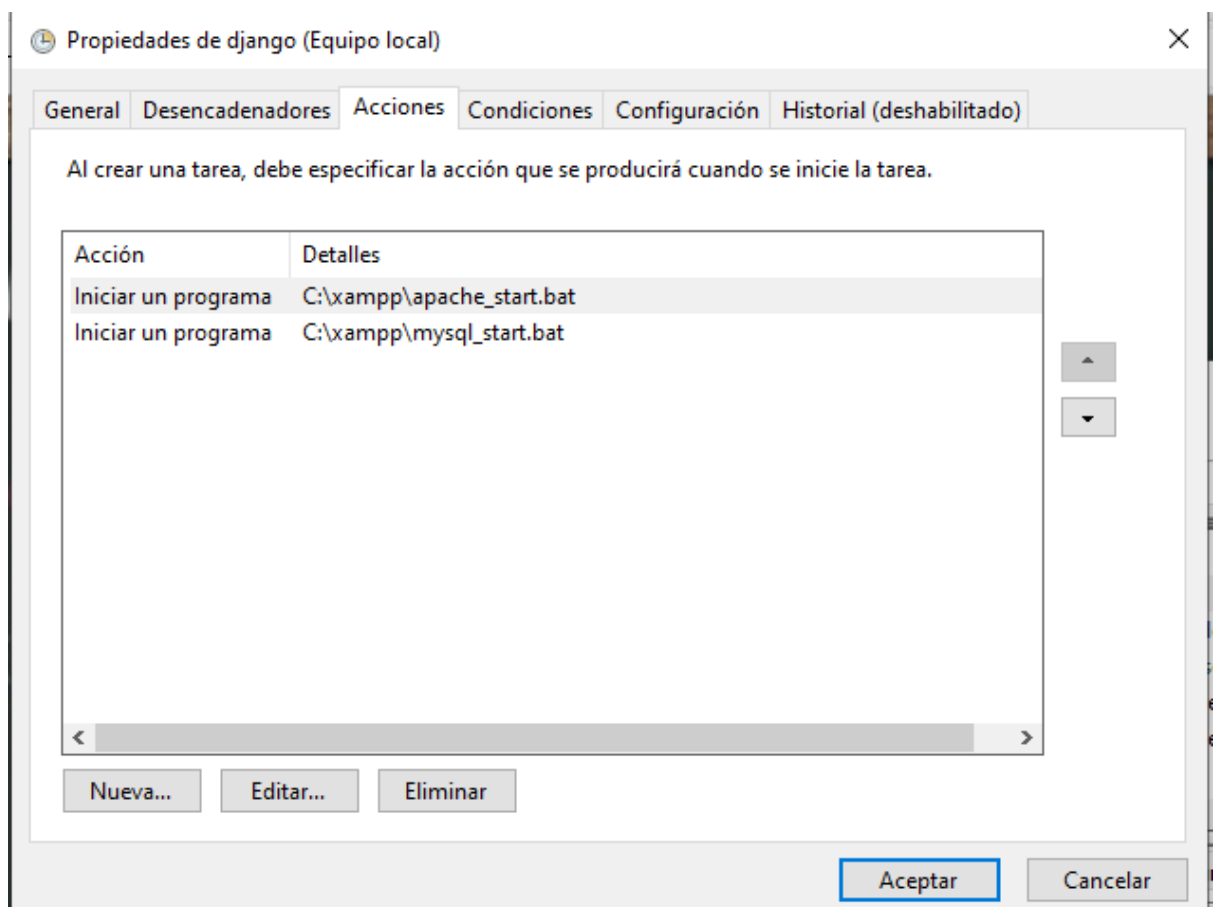 Propiedades de django (Equipo local)
General Desencadenadores Acciones Condiciones Configuración Historial (deshabilitado)
Al crear una tarea, debe especificar la acción que se producirá cuando se inicie la tarea.
Acción Detalles
Iniciar un programa C:\xampp\apache_start.bat
Iniciar un programa C:\xampp\mysql_start.bat
Nueva... Editar... Eliminar
Aceptar Cancelar